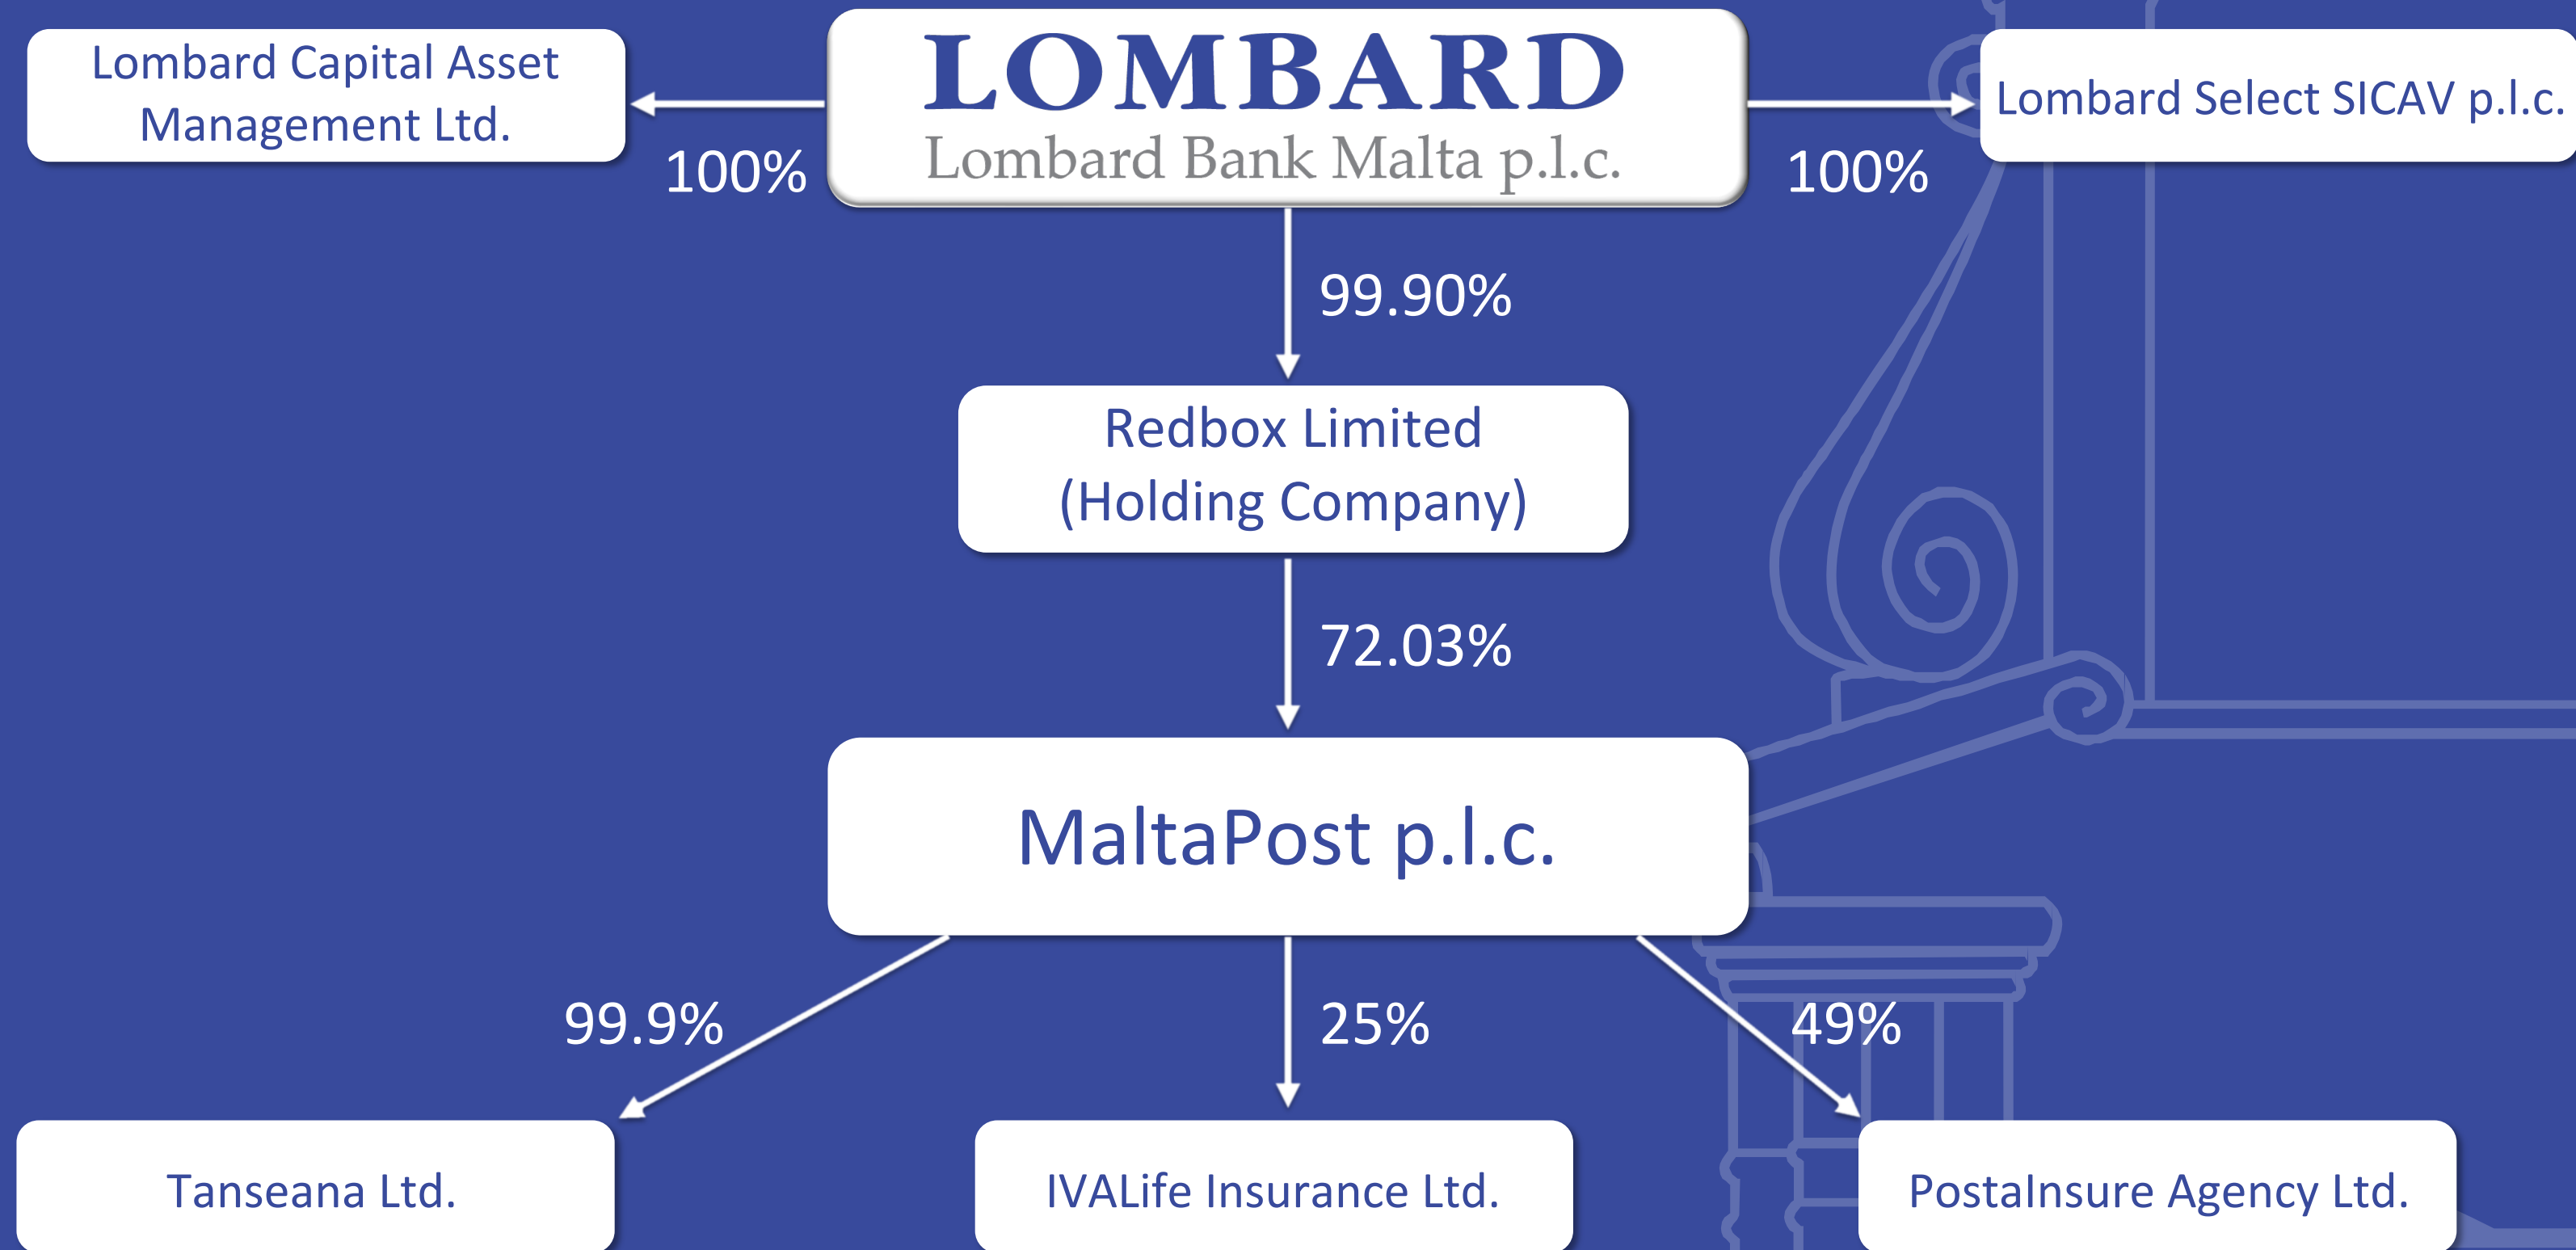 Lombard Capital Asset
Management Ltd.
100%
LOMBARD
Lombard Bank Malta p.l.c.
100%
Lombard Select SICAV p.l.c.
99.90%
Redbox Limited
(Holding Company)
72.03%
MaltaPost p.l.c.
99.9%
25%
49%
Tanseana Ltd.
IVALife Insurance Ltd.
PostaInsure Agency Ltd.